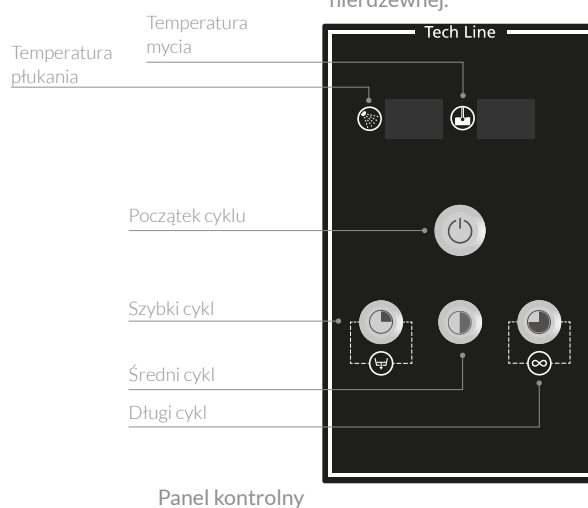 nierdzewnej.
Tech Line
Temperatura
mycia
Temperatura
płukania
Początek cyklu
Szybki cykl
Średni cykl
Długi cykl
Panel kontrolny